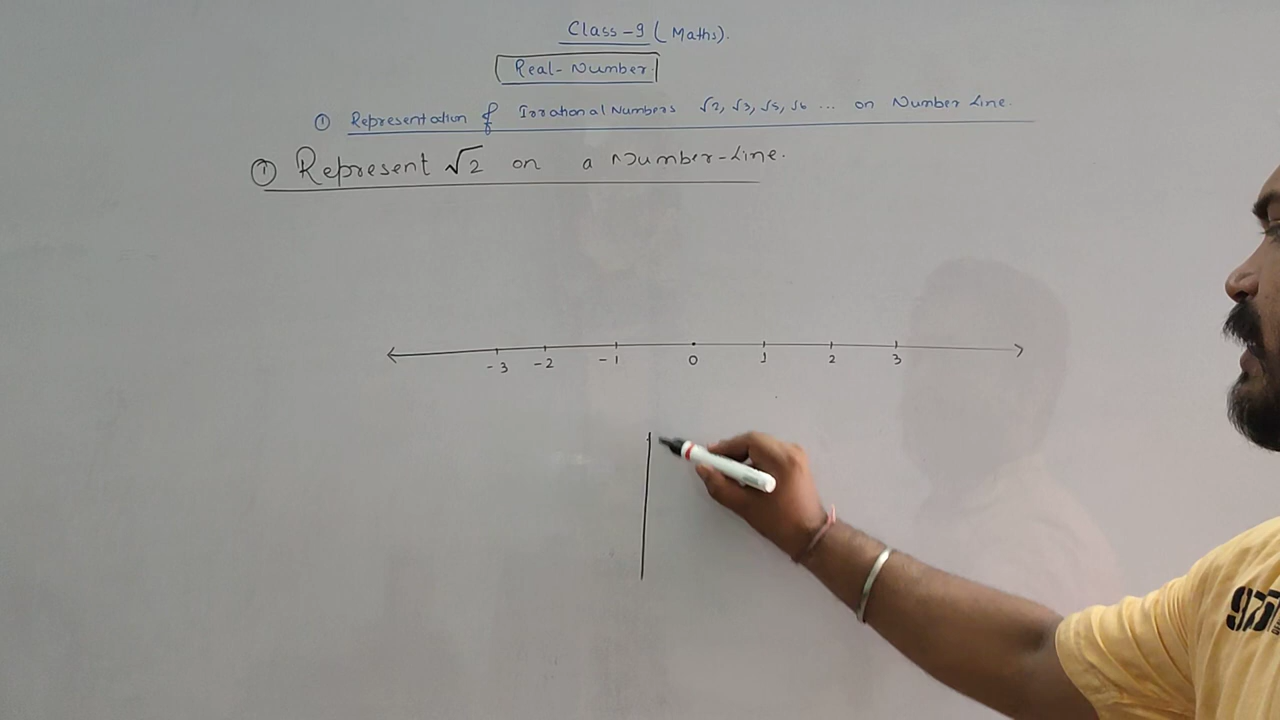 Class-9 (Maths).
Real-Number
① Representation of Irrational Numbers √2, √3, √5, √6 ... on Number Line.
① Represent √2 on a Number-Line.
-3 -2 -1 0 1 2 3